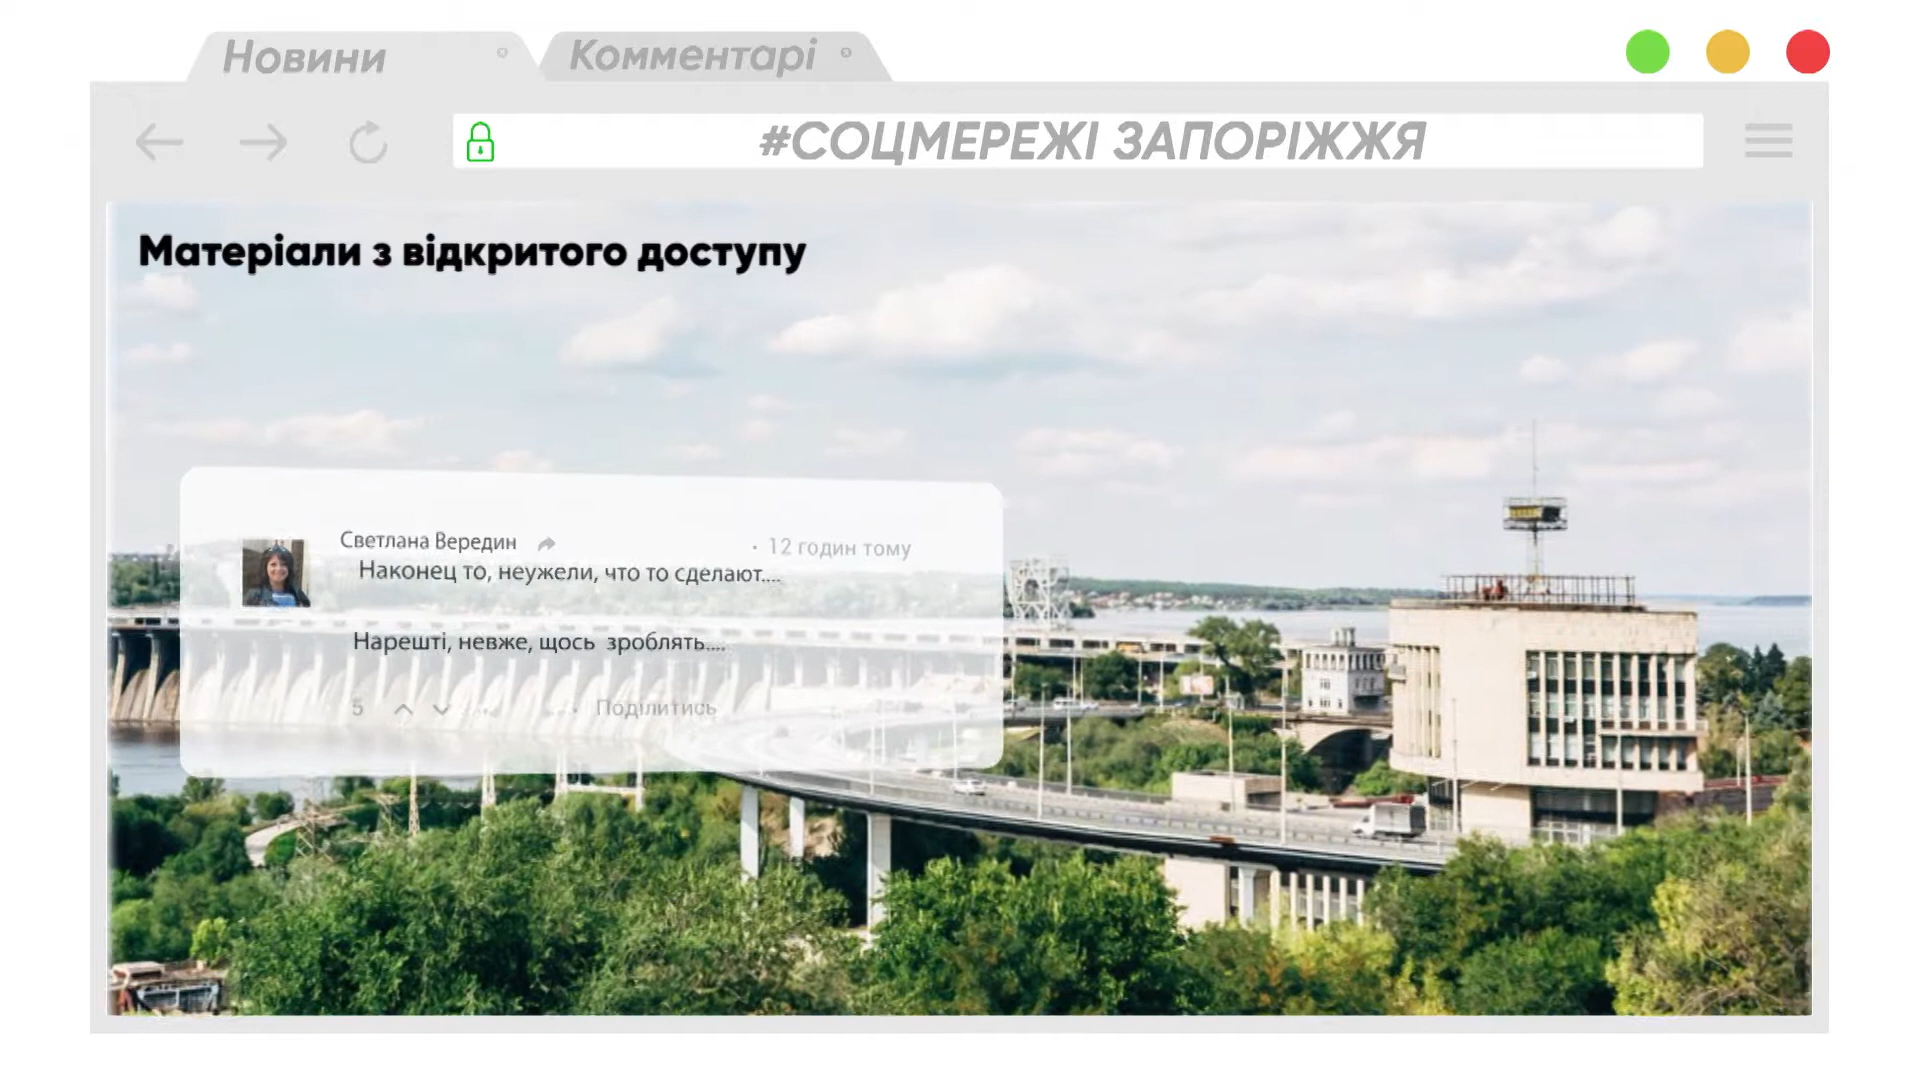 Новини
Комментарі
#СОЦМЕРЕЖІ ЗАПОРІЖЖЯ
Матеріали з відкритого доступу
Светлана Вередин
· 12 годин тому
Наконец то, неужели, что то сделают....
Нарешті, невже, щось зроблять....
5
Поділитись